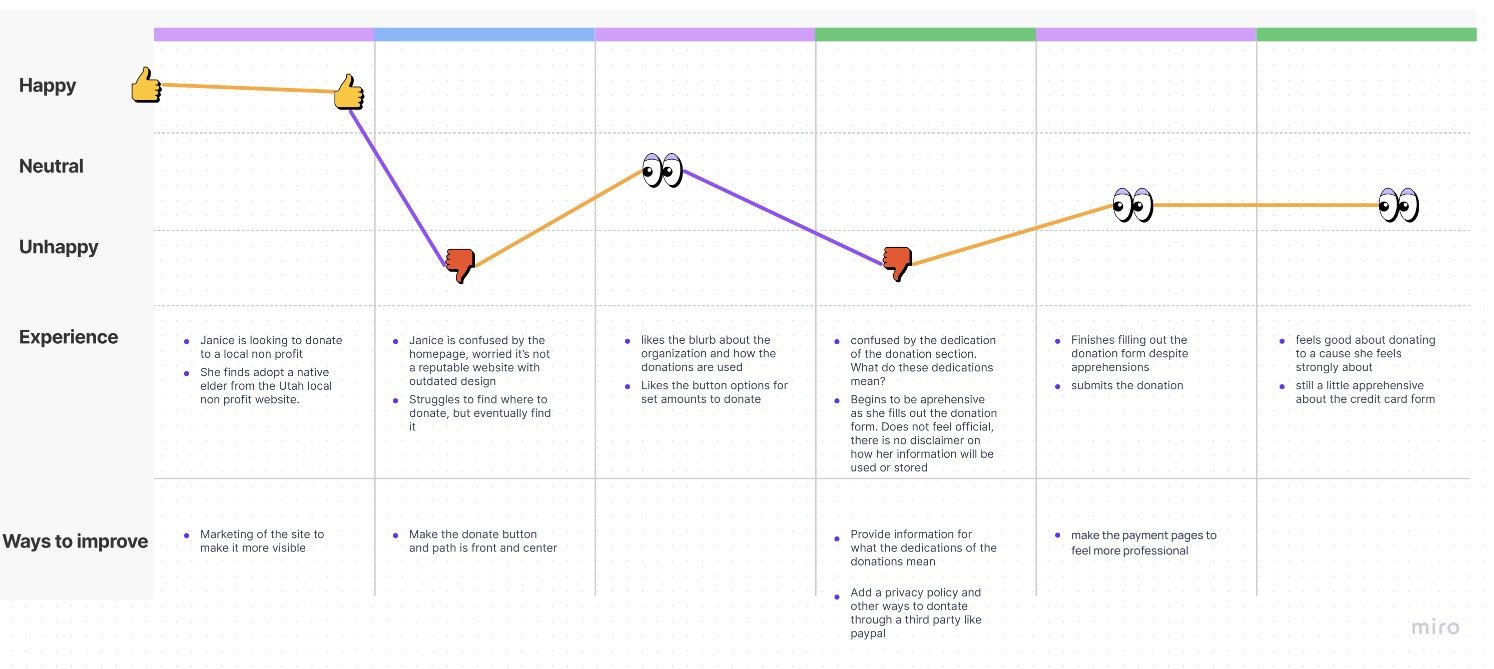 Happy
Neutral
Unhappy
Experience
Janice is looking to donate
to a local non profit
She finds adopt a native
elder from the Utah local
non profit website.
Janice is confused by the
homepage, worried it's not
a reputable website with
outdated design
Struggles to find where to
donate, but eventually find
it
likes the blurb about the
organization and how the
donations are used
Likes the button options for
set amounts to donate
confused by the dedication
of the donation section.
What do these dedications
mean?
Begins to be aprehensive
as she fills out the donation
form. Does not feel official,
there is no disclaimer on
how her information will be
used or stored
Finishes filling out the
donation form despite
apprehensions
submits the donation
feels good about donating
to a cause she feels
strongly about
still a little apprehensive
about the credit card form
Ways to improve
Marketing of the site to
make it more visible
Make the donate button
and path is front and center
Provide information for
what the dedications of the
donations mean
Add a privacy policy and
other ways to dontate
through a third party like
paypal
make the payment pages to
feel more professional
miro